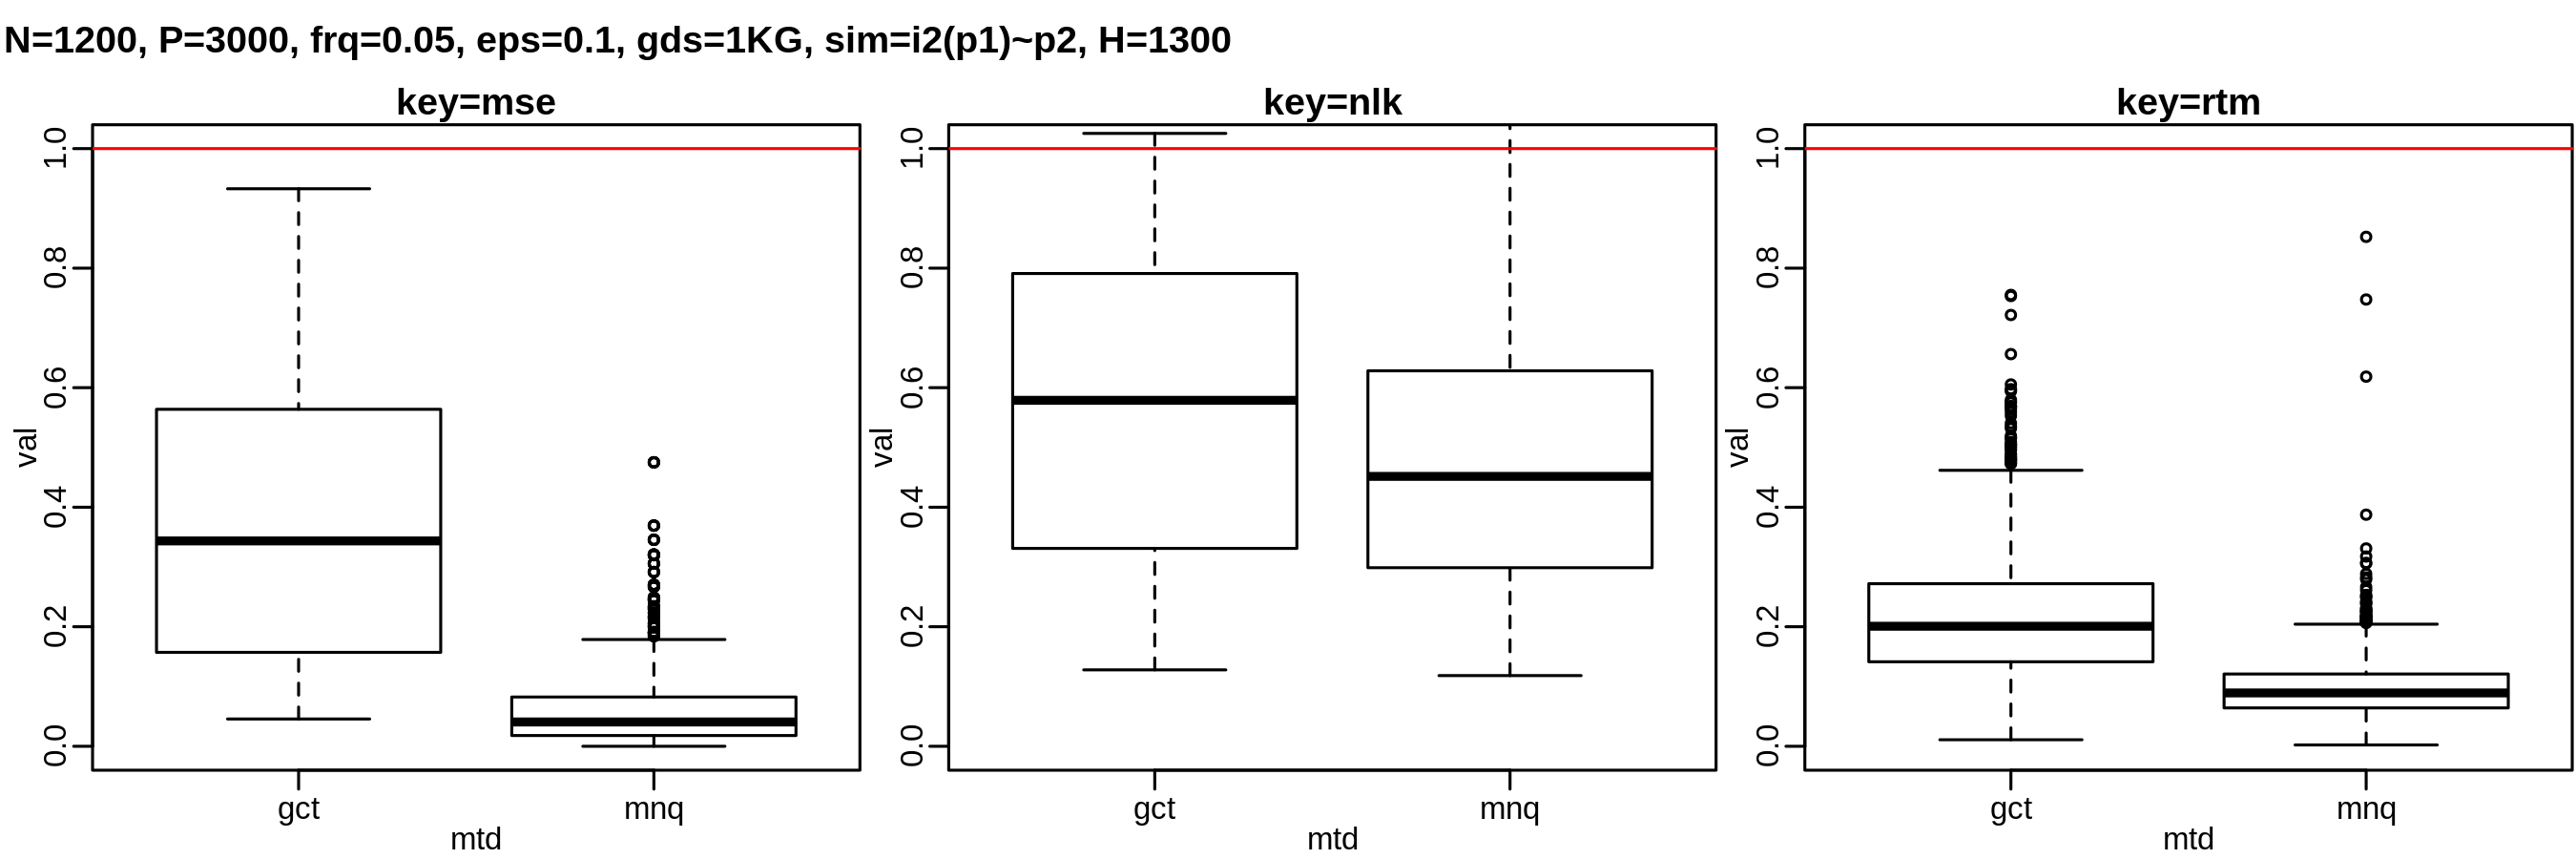 N=1200, P=3000, frq=0.05, eps=0.1, gds=1KG, sim=i2(p1)~p2, H=1300
key=mse
val
1.0
0.8
0.6
0.4
0.2
0.0
gct mnq
mtd
key=nlk
val
1.0
0.8
0.6
0.4
0.2
0.0
gct mnq
mtd
key=rtm
val
1.0
0.8
0.6
0.4
0.2
0.0
gct mnq
mtd